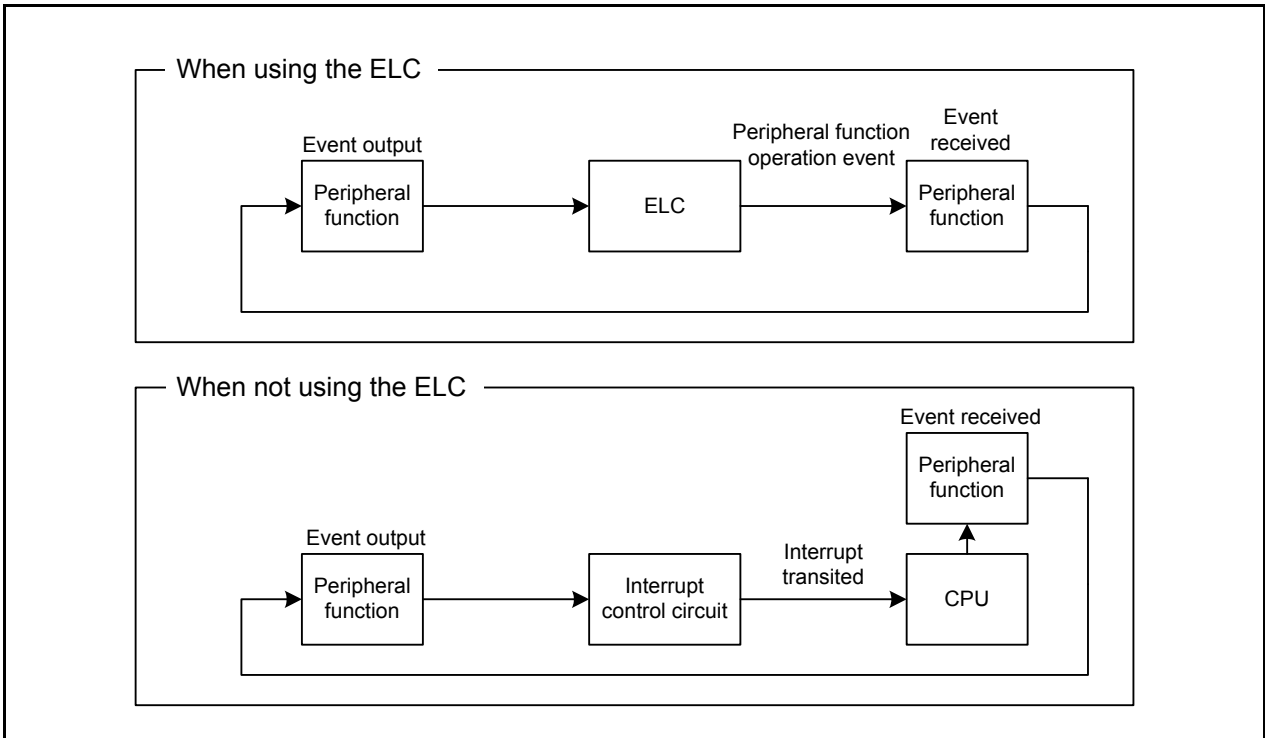 When using the ELC
Event output
Peripheral
function
ELC
Peripheral function
operation event
Event
received
Peripheral
function
When not using the ELC
Event output
Peripheral
function
Interrupt
control circuit
Interrupt
transited
CPU
Event received
Peripheral
function